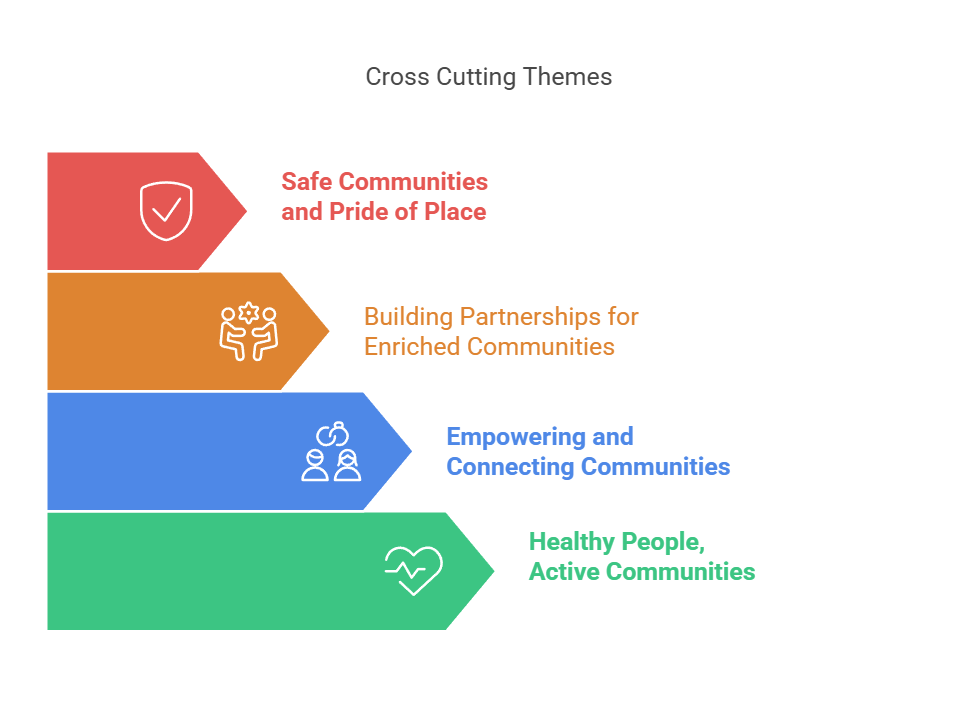 Cross Cutting Themes
Safe Communities
and Pride of Place
Building Partnerships for
Enriched Communities
Empowering and
Connecting Communities
Healthy People,
Active Communities